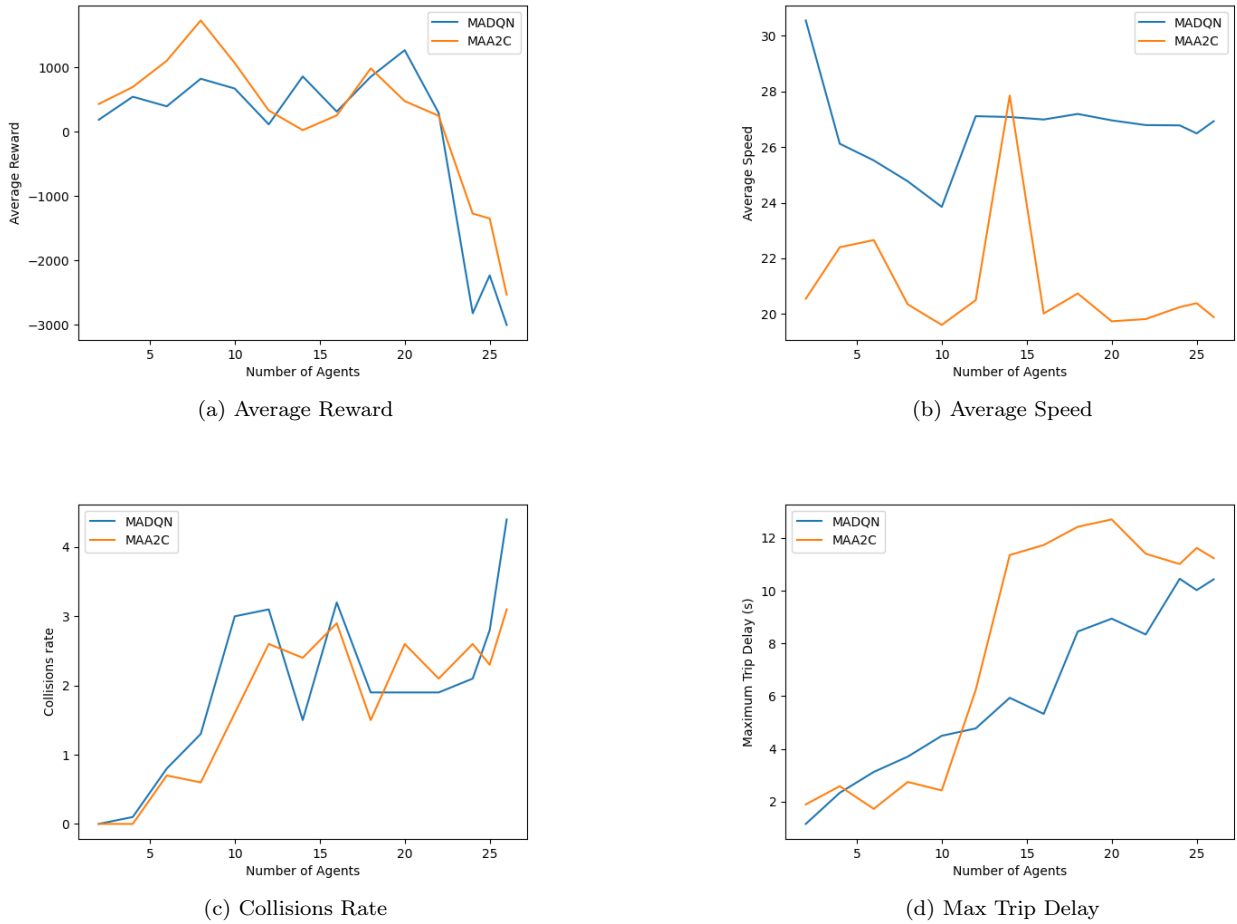 MADQN
MAA2C
1000
0
−1000
−2000
−3000
Average Reward
5
10
15
20
25
Number of Agents
(a) Average Reward
MADQN
MAA2C
30
28
26
24
22
20
Average Speed
5
10
15
20
25
Number of Agents
(b) Average Speed
MADQN
MAA2C
4
3
2
1
0
Collisions rate
5
10
15
20
25
Number of Agents
(c) Collisions Rate
MADQN
MAA2C
12
10
8
6
4
2
Maximum Trip Delay (s)
5
10
15
20
25
Number of Agents
(d) Max Trip Delay